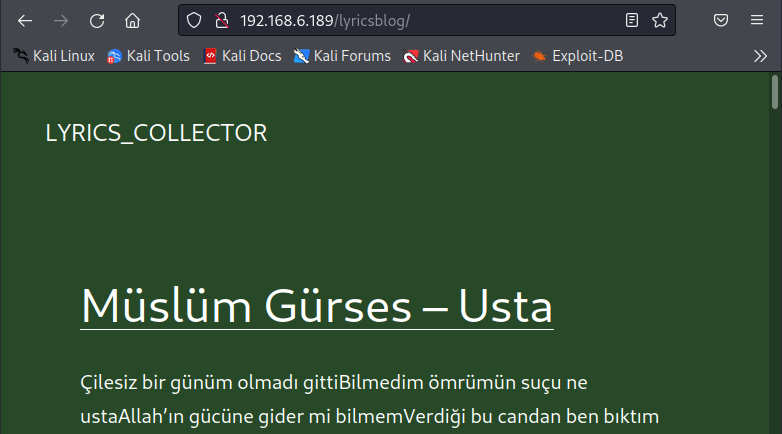 192.168.6.189/lyricsblog/
Kali Linux Kali Tools Kali Docs Kali Forums Kali NetHunter Exploit-DB
LYRICS_COLLECTOR
Müslüm Gürses – Usta
Çilesiz bir günüm olmadı gittiBilmedim ömrümün suçu ne
ustaAllah’ın gücüne gider mi bilmemVerdiği bu candan ben bıktım